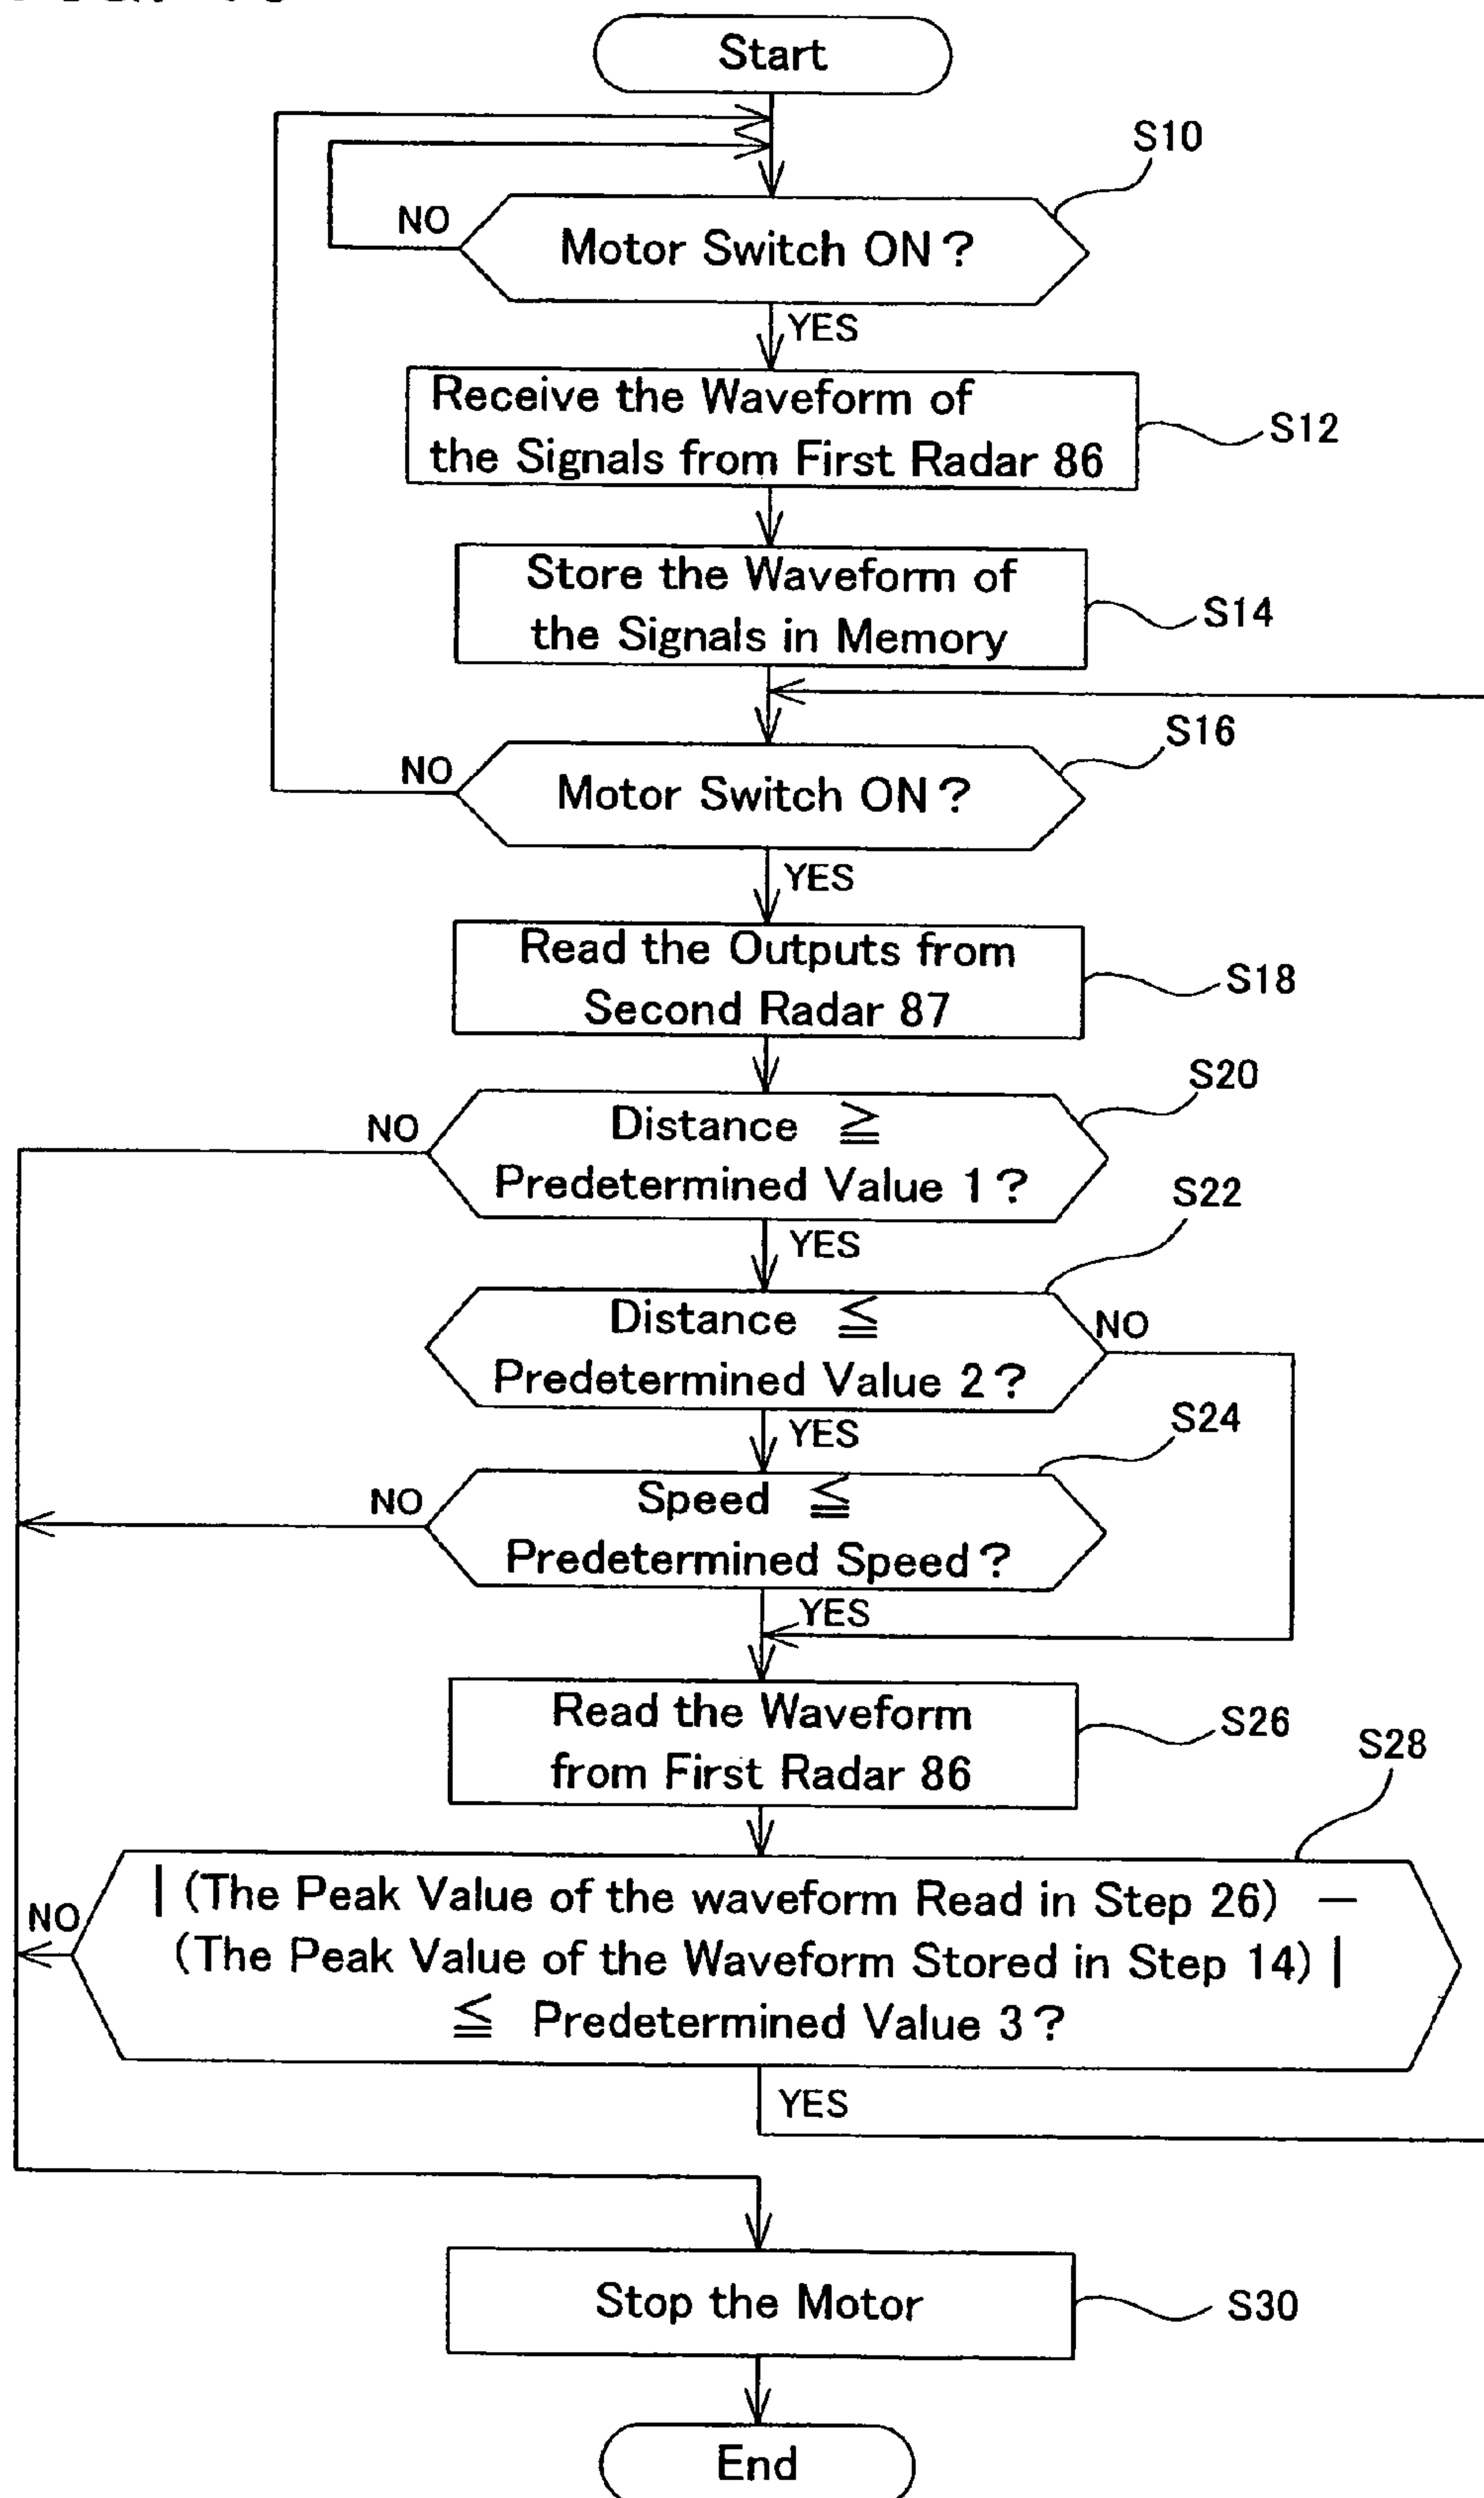 Start
S10
NO
Motor Switch ON?
YES
Receive the Waveform of
the Signals from First Radar 86
S12
Store the Waveform of
the Signals in Memory
S14
S16
NO
Motor Switch ON?
YES
Read the Outputs from
Second Radar 87
S18
S20
NO
Distance ≧
Predetermined Value 1?
S22
YES
Distance ≦
NO
Predetermined Value 2?
S24
YES
NO
Speed ≦
Predetermined Speed?
YES
Read the Waveform
from First Radar 86
S26
S28
NO
| (The Peak Value of the waveform Read in Step 26) —
(The Peak Value of the Waveform Stored in Step 14) |
≦ Predetermined Value 3?
YES
Stop the Motor
S30
End